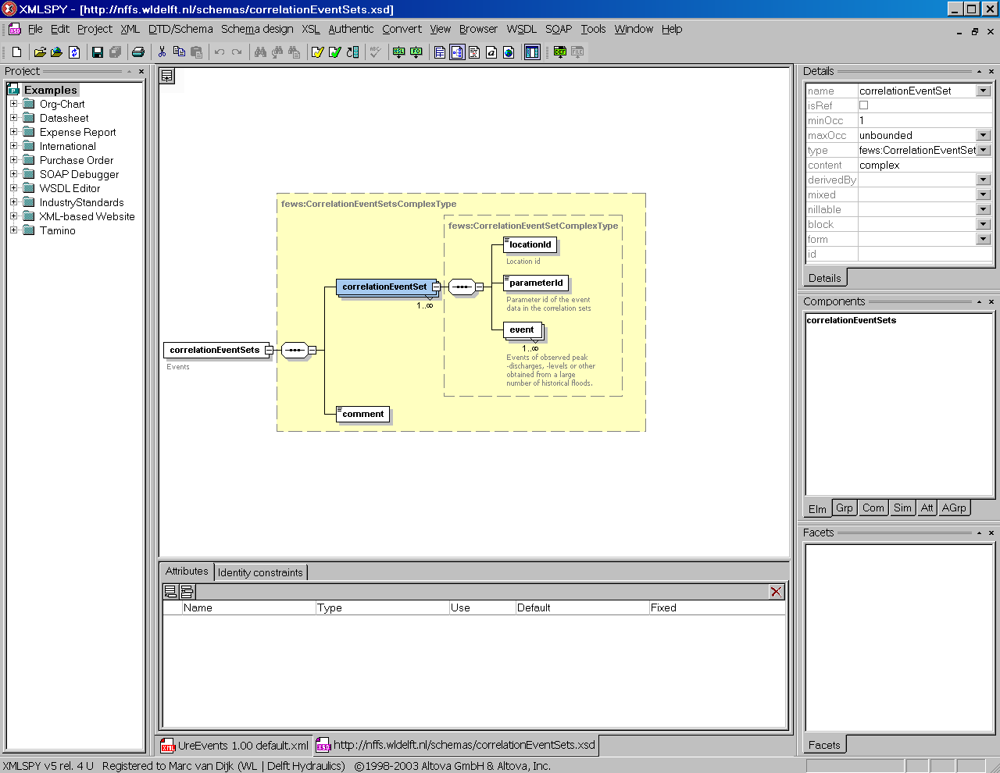 XMLSPY - [http://nffs.wldelft.nl/schemas/correlationEventSets.xsd]
File Edit Project XML DTD/Schema Schema design XSL Authentic Convert View Browser WSDL SOAP Tools Window Help
Project
Examples
Org-Chart
Datasheet
Expense Report
International
Purchase Order
SOAP Debugger
WSDL Editor
IndustryStandards
XML-based Website
Tamino
fews:CorrelationEventSetsComplexType
fews:CorrelationEventSetComplexType
locationId
Location id
correlationEventSet
1..∞
parameterId
Parameter id of the event
data in the correlation sets
event
1..∞
Events of observed peak
-discharges, -levels or other
obtained from a large
number of historical floods.
correlationEventSets
Events
comment
Attributes Identity constraints
Name Type Use Default Fixed
UreEvents 1.00 default.xml http://nffs.wldelft.nl/schemas/correlationEventSets.xsd
Details
name correlationEventSet
isRef
minOcc 1
maxOcc unbounded
type fews:CorrelationEventSet
content complex
derivedBy
mixed
nillable
block
form
id
Details
Components
correlationEventSets
Elm Grp Com Sim Att AGrp
Facets
Facets
XMLSPY v5 rel. 4 U Registered to Marc van Dijk (WL | Delft Hydraulics) ©1998-2003 Altova GmbH & Altova, Inc.